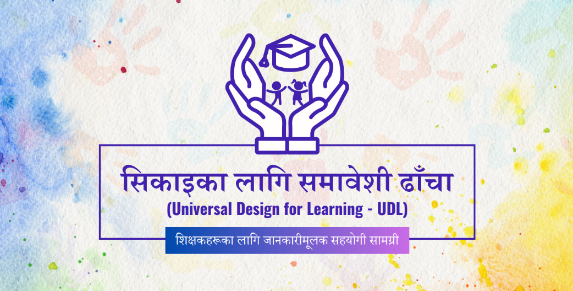 सिकाइका लागि समावेशी ढाँचा
(Universal Design for Learning - UDL)
शिक्षकहरूका लागि जानकारीमूलक सहयोगी सामग्री